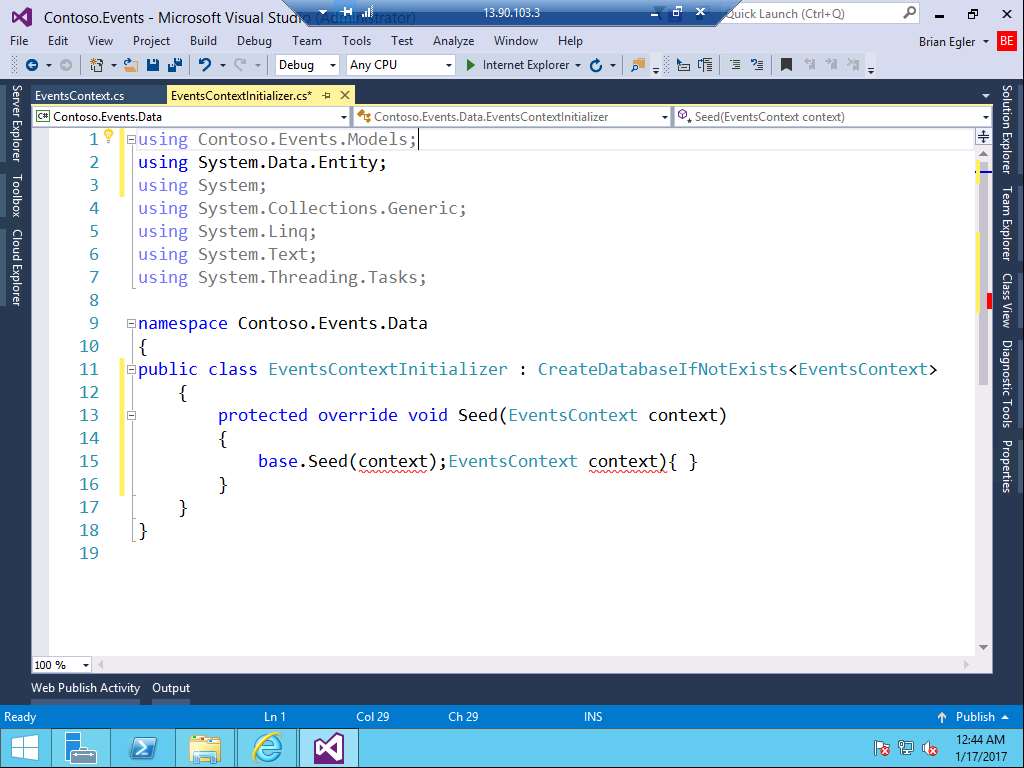 Contoso.Events - Microsoft Visual Studio (Administrator)
13.90.103.3
Quick Launch (Ctrl+Q)
File Edit View Project Build Debug Team Tools Test Analyze Window Help
Brian Egler BE
Debug Any CPU Internet Explorer
EventsContext.cs EventsContextInitializer.cs*
C# Contoso.Events.Data Contoso.Events.Data.EventsContextInitializer Seed(EventsContext context)
1 using Contoso.Events.Models;
2 using System.Data.Entity;
3 using System;
4 using System.Collections.Generic;
5 using System.Linq;
6 using System.Text;
7 using System.Threading.Tasks;
8
9 namespace Contoso.Events.Data
10 {
11 public class EventsContextInitializer : CreateDatabaseIfNotExists<EventsContext>
12 {
13 protected override void Seed(EventsContext context)
14 {
15 base.Seed(context);EventsContext context){ }
16 }
17 }
18 }
19
Server Explorer
Toolbox
Cloud Explorer
Solution Explorer
Team Explorer
Class View
Diagnostic Tools
Properties
100 %
Web Publish Activity Output
Ready Ln 1 Col 29 Ch 29 INS Publish
12:44 AM
1/17/2017